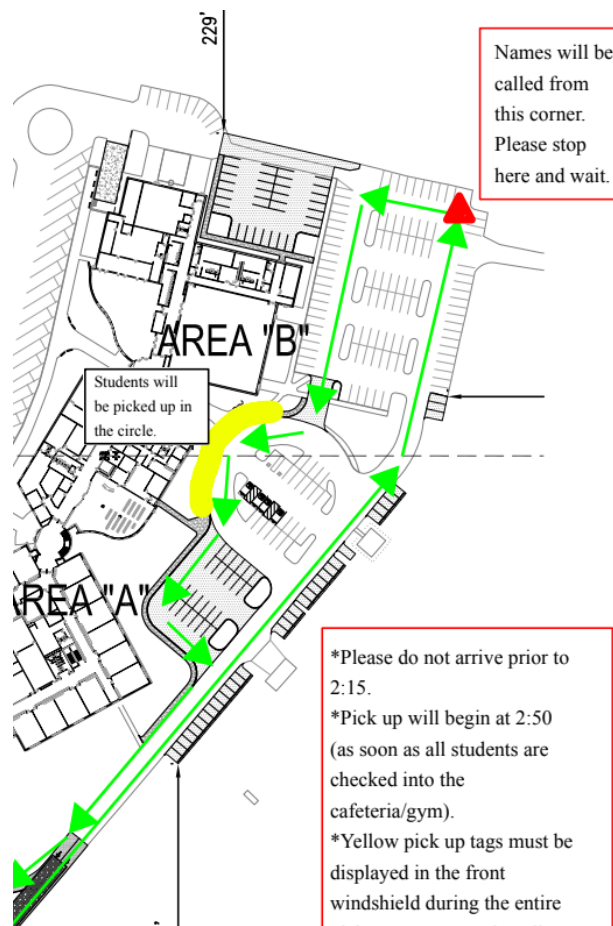 229'
Names will be
called from
this corner.
Please stop
here and wait.
AREA "B"
Students will
be picked up in
the circle.
AREA "A"
*Please do not arrive prior to
2:15.
*Pick up will begin at 2:50
(as soon as all students are
checked into the
cafeteria/gym).
*Yellow pick up tags must be
displayed in the front
windshield during the entire